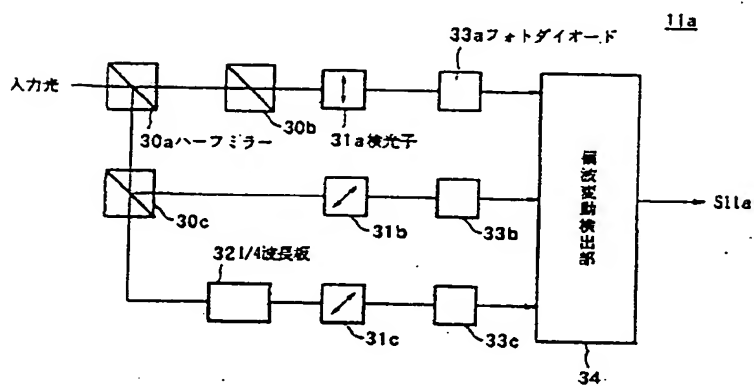 11a
33aフォトダイオード
入力光
30aハーフミラー
30b
31a検光子
30c
31b
33b
偏波変動検出部
S11a
321/4波長板
31c
33c
34